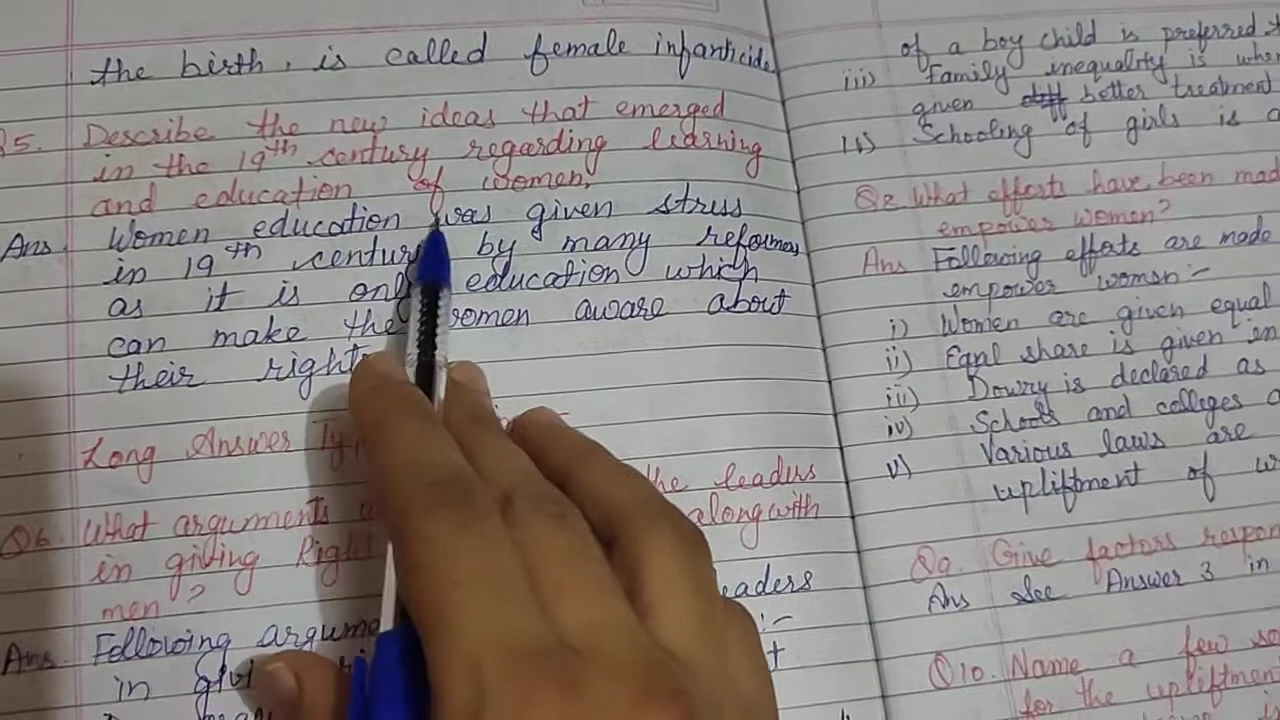 the birth, is called female infanticide
Q5. Describe the new ideas that emerged
in the 19th century regarding learning
and education of women.
Ans. Women education was given stress
in 19th century by many reformers
as it is only education which
can make the women aware about
their right
Long Answer
the leaders
Q6. What arguments
along with
in giving Right
men?
leaders
Ans. Following
:-
in
of a boy child is preferred
iii) Family inequality is
given better treatment
Schooling of girls is
Q8. What efforts have been
empower women?
Ans Following efforts are made
empower women :-
i) Women are given equal
ii) Equal share is given
iii) Dowry is declared as
iv) Schools and colleges
v) Various laws are
upliftment of
Q9. Give factors
Ans See Answer 3 in
Q10. Name a few
for the upliftment